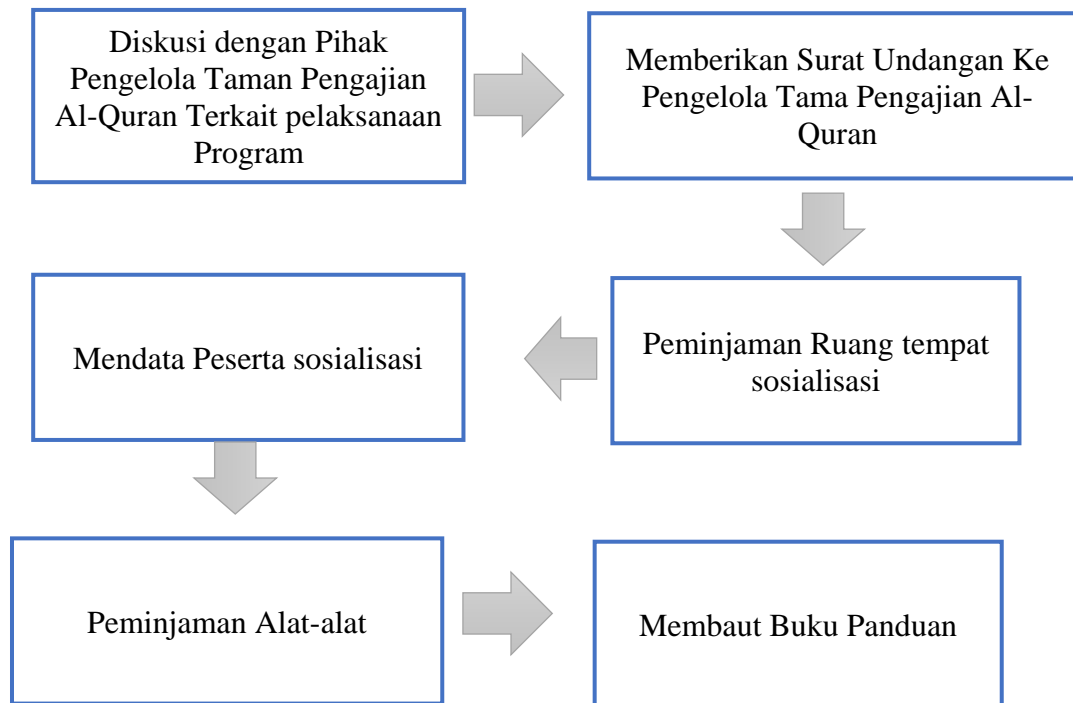 Diskusi dengan Pihak
Pengelola Taman Pengajian
Al-Quran Terkait pelaksanaan
Program
Memberikan Surat Undangan Ke
Pengelola Tama Pengajian Al-
Quran
Peminjaman Ruang tempat
sosialisasi
Mendata Peserta sosialisasi
Peminjaman Alat-alat
Membaut Buku Panduan